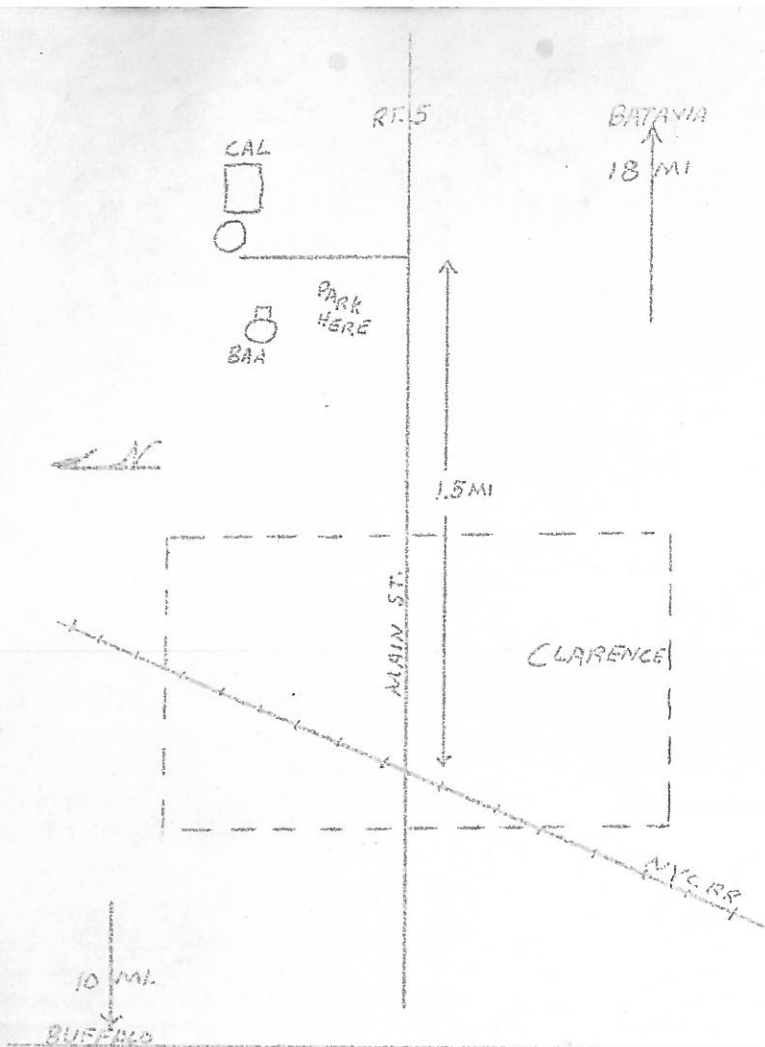 RT. 5
BATAVIA
18 MI
CAL
PARK
HERE
BAA
N
1.5 MI
MAIN ST.
CLARENCE
NYC RR
10 MI.
BUFFALO